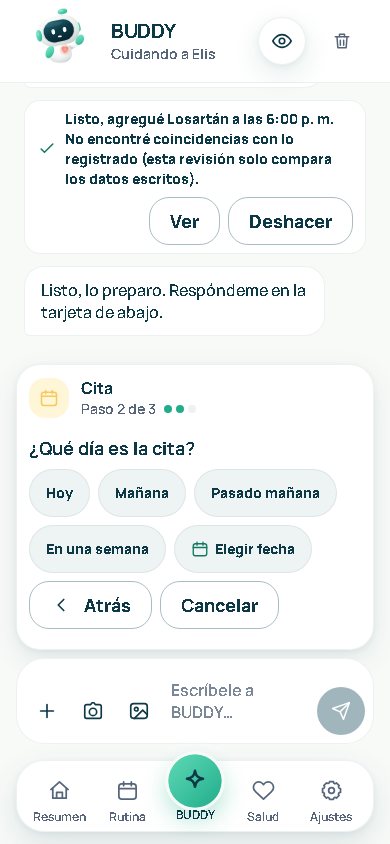 BUDDY
Cuidando a Elis
Listo, agregué Losartán a las 6:00 p. m.
No encontré coincidencias con lo
registrado (esta revisión solo compara
los datos escritos).
Ver
Deshacer
Listo, lo preparo. Respóndeme en la
tarjeta de abajo.
Cita
Paso 2 de 3
¿Qué día es la cita?
Hoy
Mañana
Pasado mañana
En una semana
Elegir fecha
Atrás
Cancelar
Escríbele a
BUDDY...
Resumen
Rutina
BUDDY
Salud
Ajustes